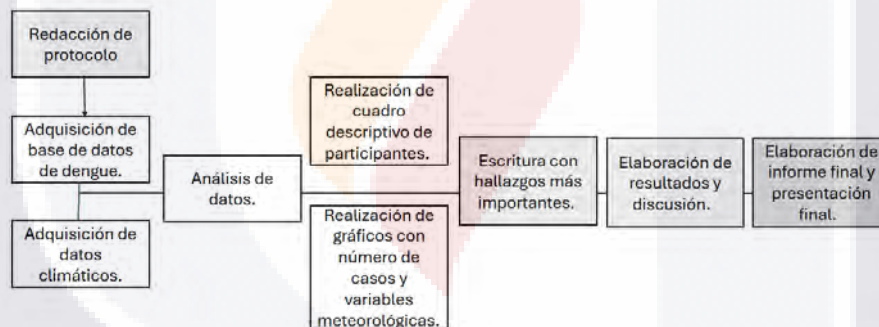 Redacción de
protocolo
Adquisición de
base de datos
de dengue.
Adquisición de
datos
climáticos.
Análisis de
datos.
Realización de
cuadro
descriptivo de
participantes.
Realización de
gráficos con
número de
casos y
variables
meteorológicas.
Escritura con
hallazgos más
importantes.
Elaboración de
resultados y
discusión.
Elaboración de
informe final y
presentación
final.